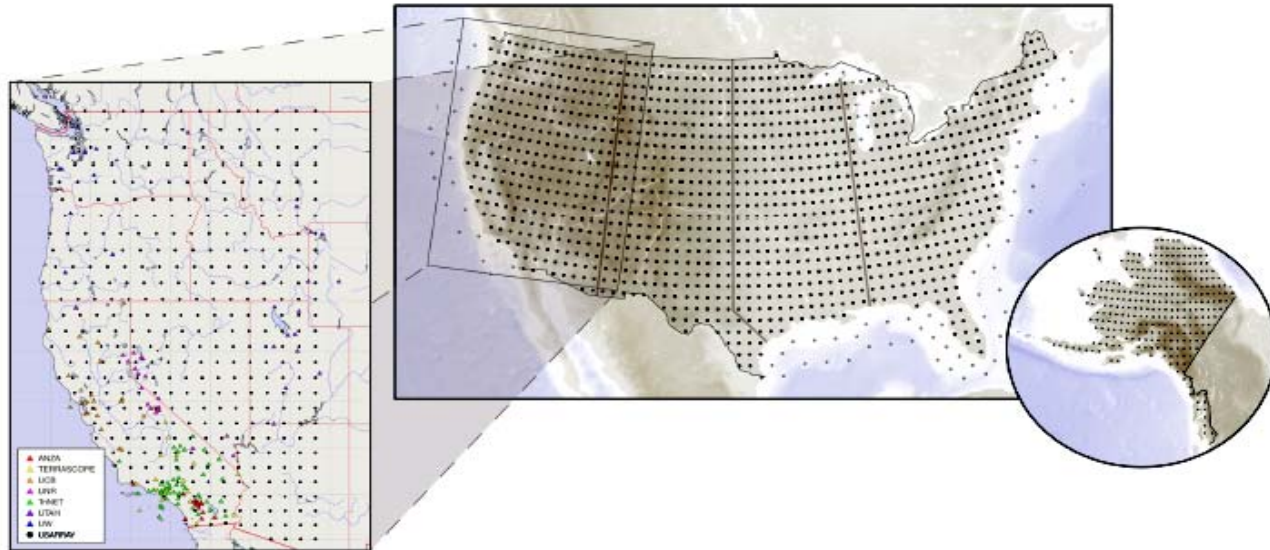 ANZA
TERRASCOPE
UCB
UNR
TriNET
UTAH
UW
USARRAY